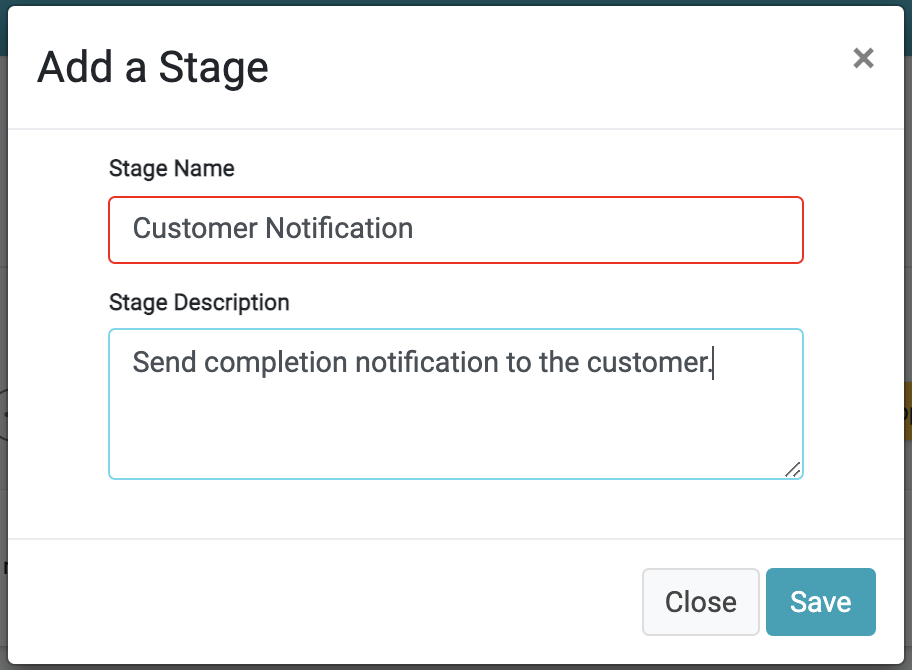 Add a Stage
×
Stage Name
Customer Notification
Stage Description
Send completion notification to the customer.
Close
Save